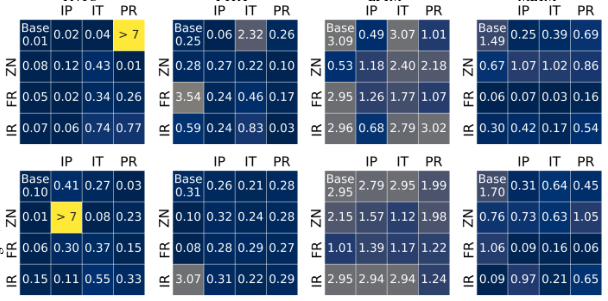 IP IT PR IP IT PR IP IT PR IP IT PR
Base 0.01 0.02 0.04 > 7 Base 0.25 0.06 2.32 0.26 Base 3.09 0.49 3.07 1.01 Base 1.49 0.25 0.39 0.69
ZN 0.08 0.12 0.43 0.01 ZN 0.28 0.27 0.22 0.10 ZN 0.53 1.18 2.40 2.18 ZN 0.67 1.07 1.02 0.86
FR 0.05 0.02 0.34 0.26 FR 3.54 0.24 0.46 0.17 FR 2.95 1.26 1.77 1.07 FR 0.06 0.07 0.03 0.16
IR 0.07 0.06 0.74 0.77 IR 0.59 0.24 0.83 0.03 IR 2.96 0.68 2.79 3.02 IR 0.30 0.42 0.17 0.54
IP IT PR IP IT PR IP IT PR IP IT PR
Base 0.10 0.41 0.27 0.03 Base 0.31 0.26 0.21 0.28 Base 2.95 2.79 2.95 1.99 Base 1.70 0.31 0.64 0.45
ZN 0.01 > 7 0.08 0.23 ZN 0.10 0.32 0.24 0.28 ZN 2.15 1.57 1.12 1.98 ZN 0.76 0.73 0.63 1.05
FR 0.06 0.30 0.37 0.15 FR 0.08 0.28 0.29 0.27 FR 1.01 1.39 1.17 1.22 FR 1.06 0.09 0.16 0.06
IR 0.15 0.11 0.55 0.33 IR 3.07 0.31 0.22 0.29 IR 2.95 2.94 2.94 1.24 IR 0.09 0.97 0.21 0.65